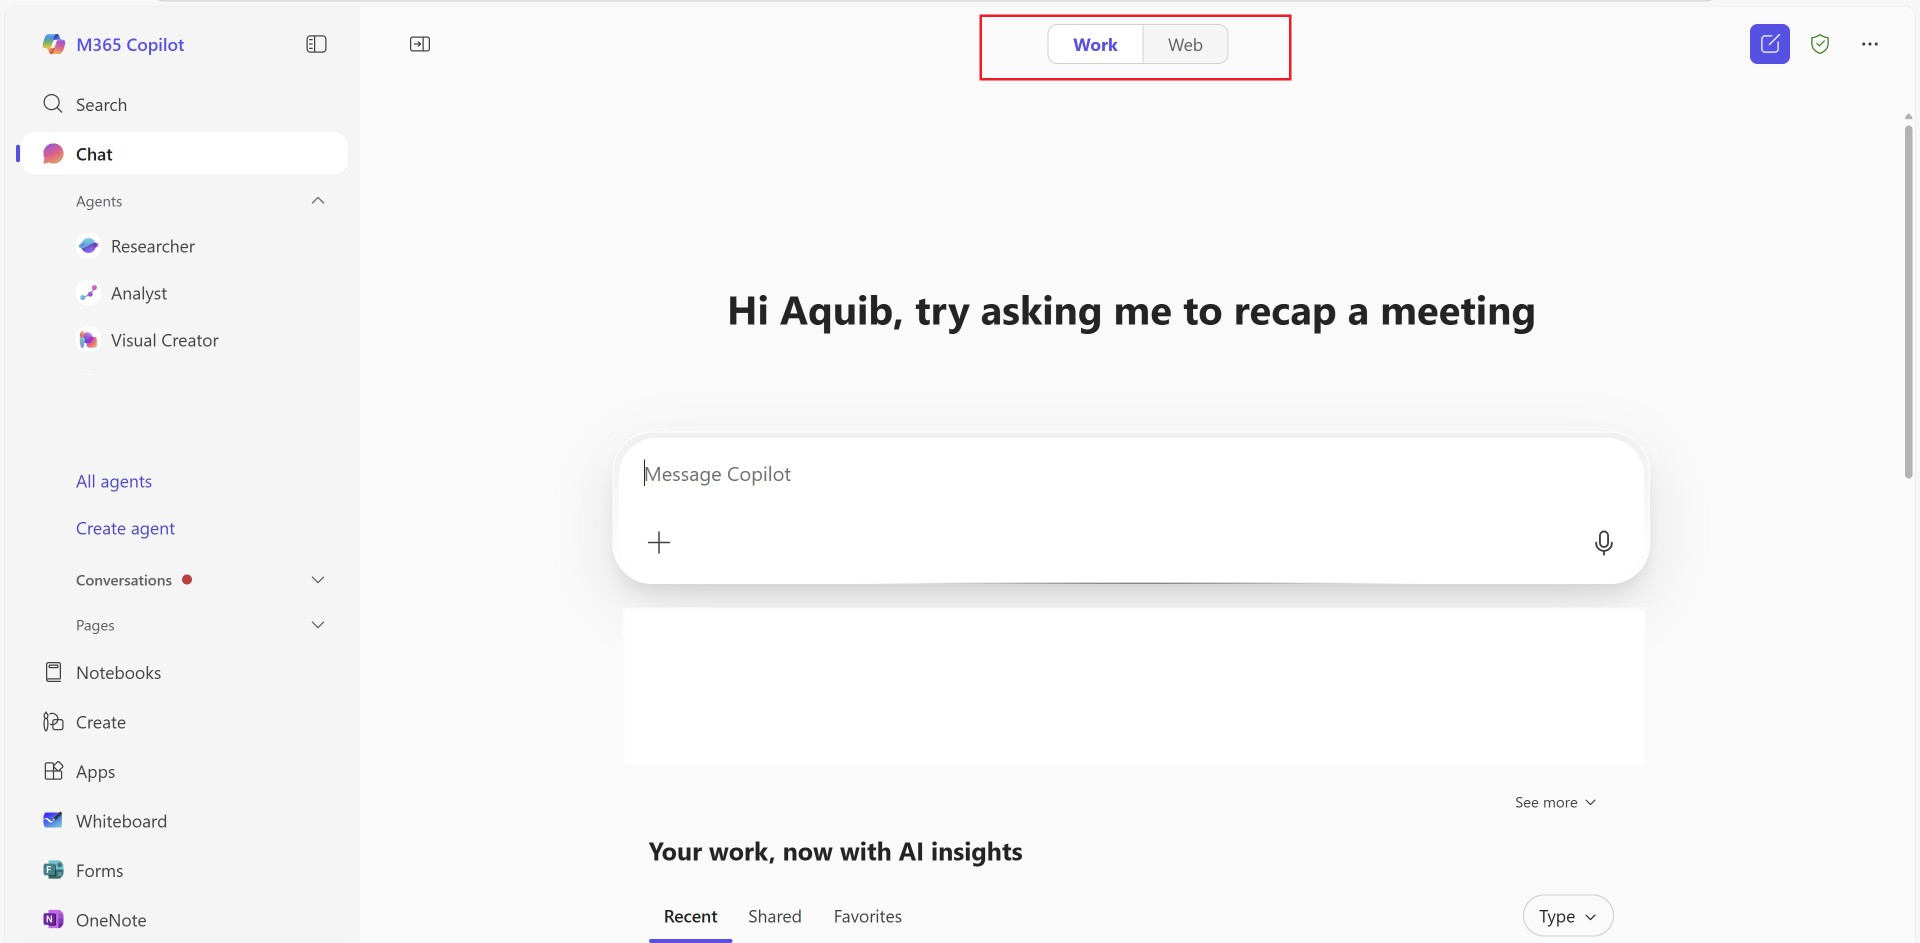 M365 Copilot
Search
Chat
Agents
Researcher
Analyst
Visual Creator
All agents
Create agent
Conversations
Pages
Notebooks
Create
Apps
Whiteboard
Forms
OneNote
Work Web
Hi Aquib, try asking me to recap a meeting
Message Copilot
See more
Your work, now with AI insights
Recent Shared Favorites Type